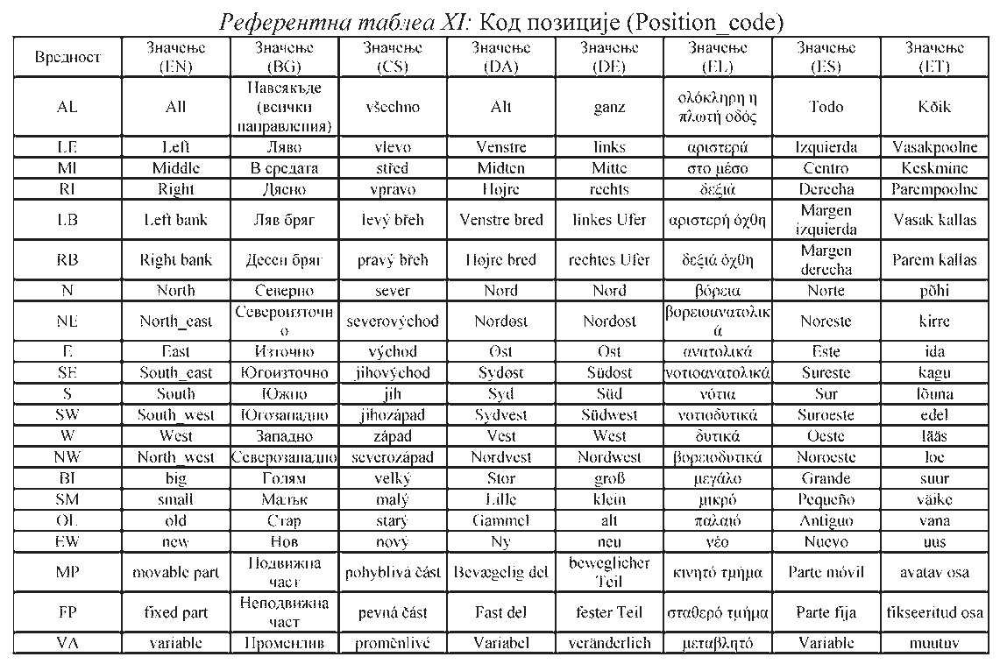 Референтна таблеа XI: Код позиције (Position_code)
Вредност Значење (EN) Значење (BG) Значење (CS) Значење (DA) Значење (DE) Значење (EL) Значење (ES) Значење (ET)
AL All Навсякъде (всички направления) všechno Alt ganz ολόκληρη η πλωτή οδός Todo Kõik
LE Left Ляво vlevo Venstre links αριστερά Izquierda Vasakpoolne
MI Middle В средата střed Midten Mitte στο μέσο Centro Keskmine
RI Right Дясно vpravo Højre rechts δεξιά Derecha Parempoolne
LB Left bank Ляв бряг levý břeh Venstre bred linkes Ufer αριστερή όχθη Margen izquierda Vasak kallas
RB Right bank Десен бряг pravý břeh Højre bred rechtes Ufer δεξιά όχθη Margen derecha Parem kallas
N North Северно sever Nord Nord βόρεια Norte põhi
NE North_east Североизточно severovýchod Nordøst Nordost βορειοανατολικά Noreste kirre
E East Източно východ Øst Ost ανατολικά Este ida
SE South_east Югоизточно jihovýchod Sydøst Südost νοτιοανατολικά Sureste kagu
S South Южно jih Syd Süd νότια Sur lõuna
SW South_west Югозападно jihozápad Sydvest Südwest νοτιοδυτικά Suroeste edel
W West Западно západ Vest West δυτικά Oeste lääs
NW North_west Северозападно severozápad Nordvest Nordwest βορειοδυτικά Noroeste loe
BI big Голям velký Stor groß μεγάλο Grande suur
SM small Малък malý Lille klein μικρό Pequeño väike
OL old Стар starý Gammel alt παλαιό Antiguo vana
EW new Нов nový Ny neu νέο Nuevo uus
MP movable part Подвижна част pohyblivá část Bevægelig del beweglicher Teil κινητό τμήμα Parte móvil avatav osa
FP fixed part Неподвижна част pevná část Fast del fester Teil σταθερό τμήμα Parte fija fikseeritud osa
VA variable Променлив proměnlivé Variabel veränderlich μεταβλητό Variable muutuv